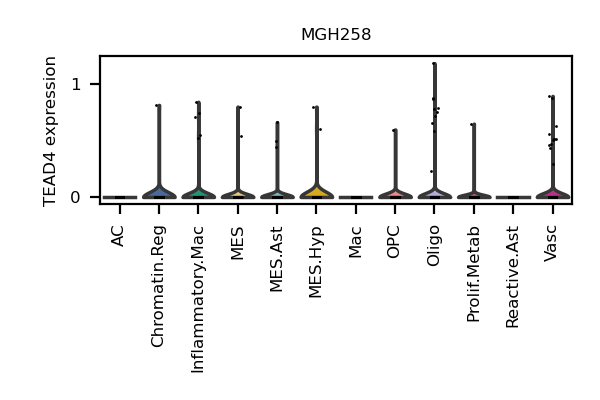 MGH258
TEAD4 expression
1
0
AC
Chromatin.Reg
Inflammatory.Mac
MES
MES.Ast
MES.Hyp
Mac
OPC
Oligo
Prolif.Metab
Reactive.Ast
Vasc